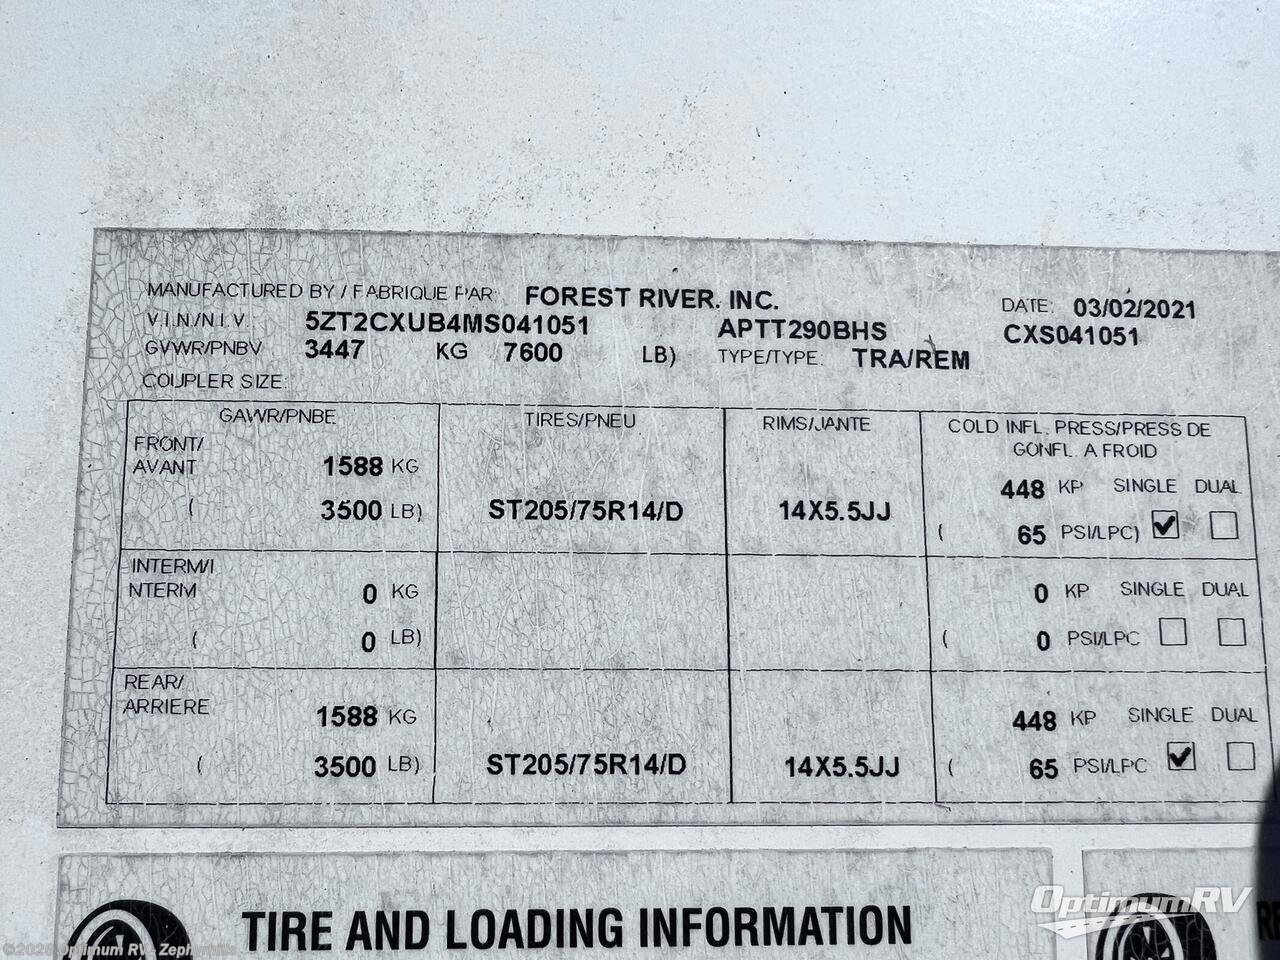 MANUFACTURED BY / FABRIQUE PAR: FOREST RIVER. INC. DATE: 03/02/2021
V.I.N./N.I.V. 5ZT2CXUB4MS041051 APTT290BHS CXS041051
GVWR/PNBV 3447 KG 7600 LB) TYPE/TYPE: TRA/REM
COUPLER SIZE:
GAWR/PNBE TIRES/PNEU RIMS/JANTE COLD INFL. PRESS/PRESS DE
GONFL. A FROID
FRONT/
AVANT 1588 KG 448 KP SINGLE DUAL
( 3500 LB) ST205/75R14/D 14X5.5JJ ( 65 PSI/LPC)
INTERM/I
NTERM 0 KG 0 KP SINGLE DUAL
( 0 LB) ( 0 PSI/LPC
REAR/
ARRIERE 1588 KG 448 KP SINGLE DUAL
( 3500 LB) ST205/75R14/D 14X5.5JJ ( 65 PSI/LPC
TIRE AND LOADING INFORMATION
OptimumRV